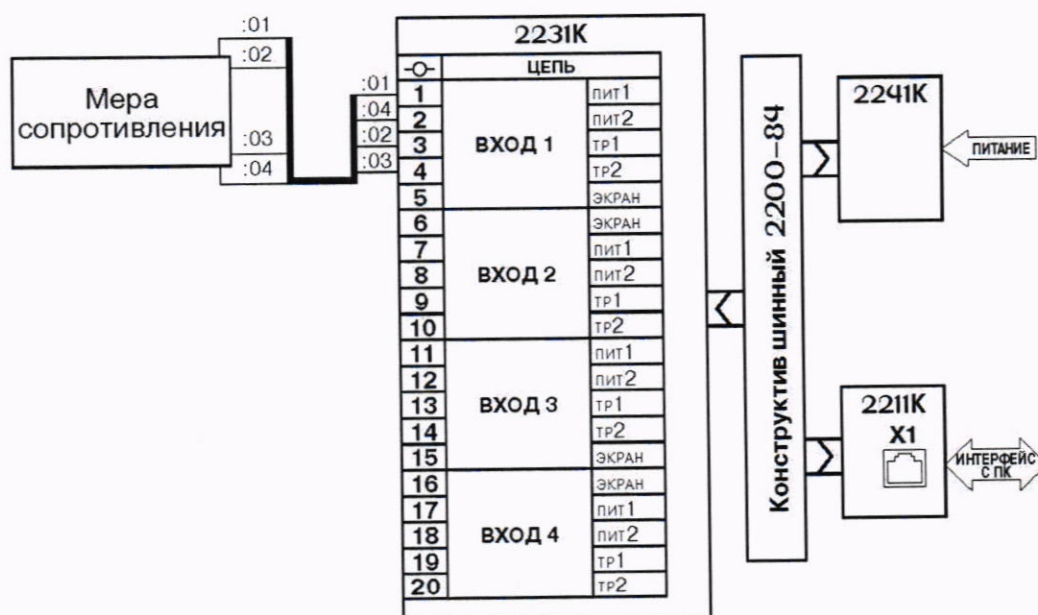 :01
:02
Мера
сопротивления
:03
:04
:01
:04
:02
:03
2231К
ЦЕПЬ
1
ВХОД 1
ПИТ1
2
ПИТ2
3
ТР1
4
ТР2
5
ЭКРАН
6
ВХОД 2
ЭКРАН
7
ПИТ1
8
ПИТ2
9
ТР1
10
ТР2
11
ВХОД 3
ПИТ1
12
ПИТ2
13
ТР1
14
ТР2
15
ЭКРАН
16
ВХОД 4
ЭКРАН
17
ПИТ1
18
ПИТ2
19
ТР1
20
ТР2
Конструктив шинный 2200-84
2241К
ПИТАНИЕ
2211К
X1
ИНТЕРФЕЙС
С ПК